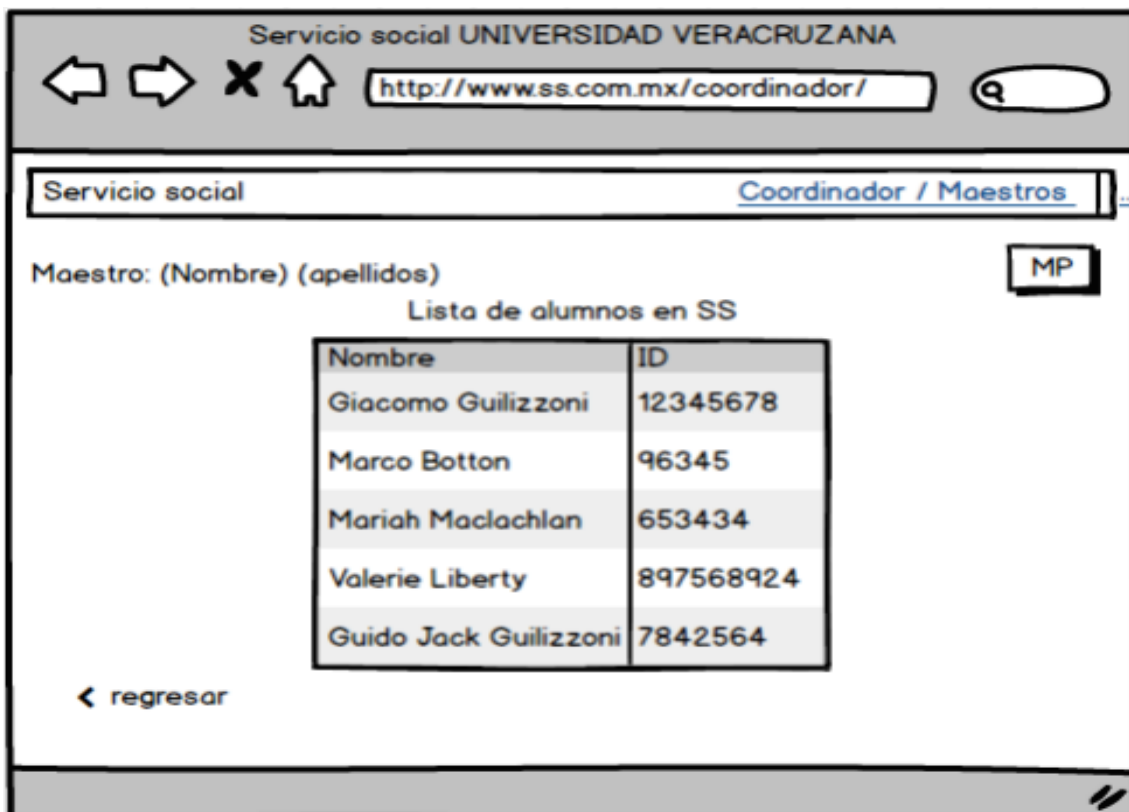 Servicio social UNIVERSIDAD VERACRUZANA
http://www.ss.com.mx/coordinador/
Servicio social Coordinador / Maestros ..
Maestro: (Nombre) (apellidos) MP
Lista de alumnos en SS
Nombre ID
Giacomo Guilizzoni 12345678
Marco Botton 96345
Mariah Maclachlan 653434
Valerie Liberty 897568924
Guido Jack Guilizzoni 7842564
regresar